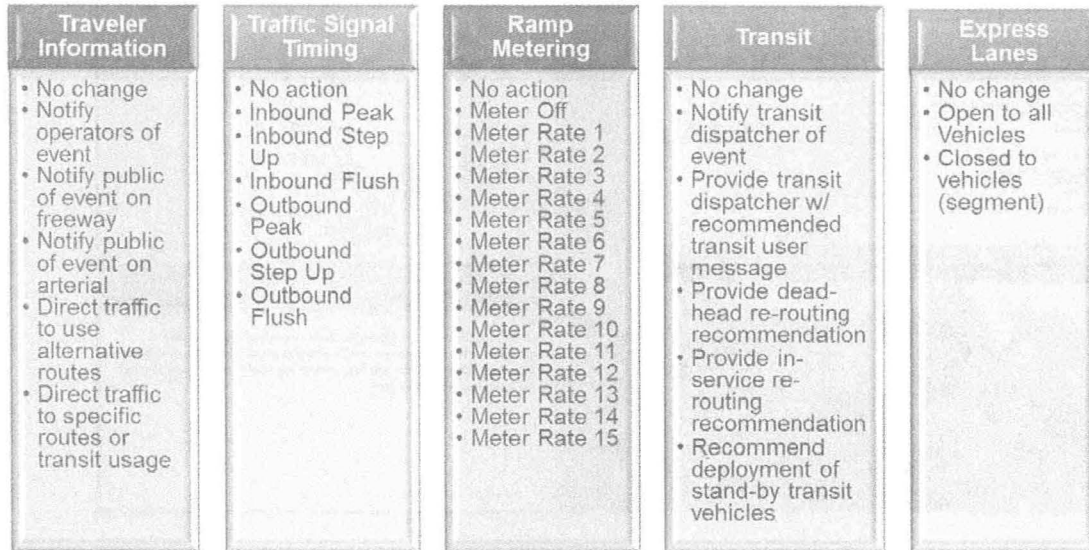 Traveler
Information
• No change
• Notify
operators of
event
• Notify public
of event on
freeway
• Notify public
of event on
arterial
• Direct traffic
to use
alternative
routes
• Direct traffic
to specific
routes or
transit usage
Traffic Signal
Timing
• No action
• Inbound Peak
• Inbound Step
Up
• Inbound Flush
• Outbound
Peak
• Outbound
Step Up
• Outbound
Flush
Ramp
Metering
• No action
• Meter Off
• Meter Rate 1
• Meter Rate 2
• Meter Rate 3
• Meter Rate 4
• Meter Rate 5
• Meter Rate 6
• Meter Rate 7
• Meter Rate 8
• Meter Rate 9
• Meter Rate 10
• Meter Rate 11
• Meter Rate 12
• Meter Rate 13
• Meter Rate 14
• Meter Rate 15
Transit
• No change
• Notify transit
dispatcher of
event
• Provide transit
dispatcher w/
recommended
transit user
message
• Provide dead-
head re-routing
recommendation
• Provide in-
service re-
routing
recommendation
• Recommend
deployment of
stand-by transit
vehicles
Express
Lanes
• No change
• Open to all
Vehicles
• Closed to
vehicles
(segment)